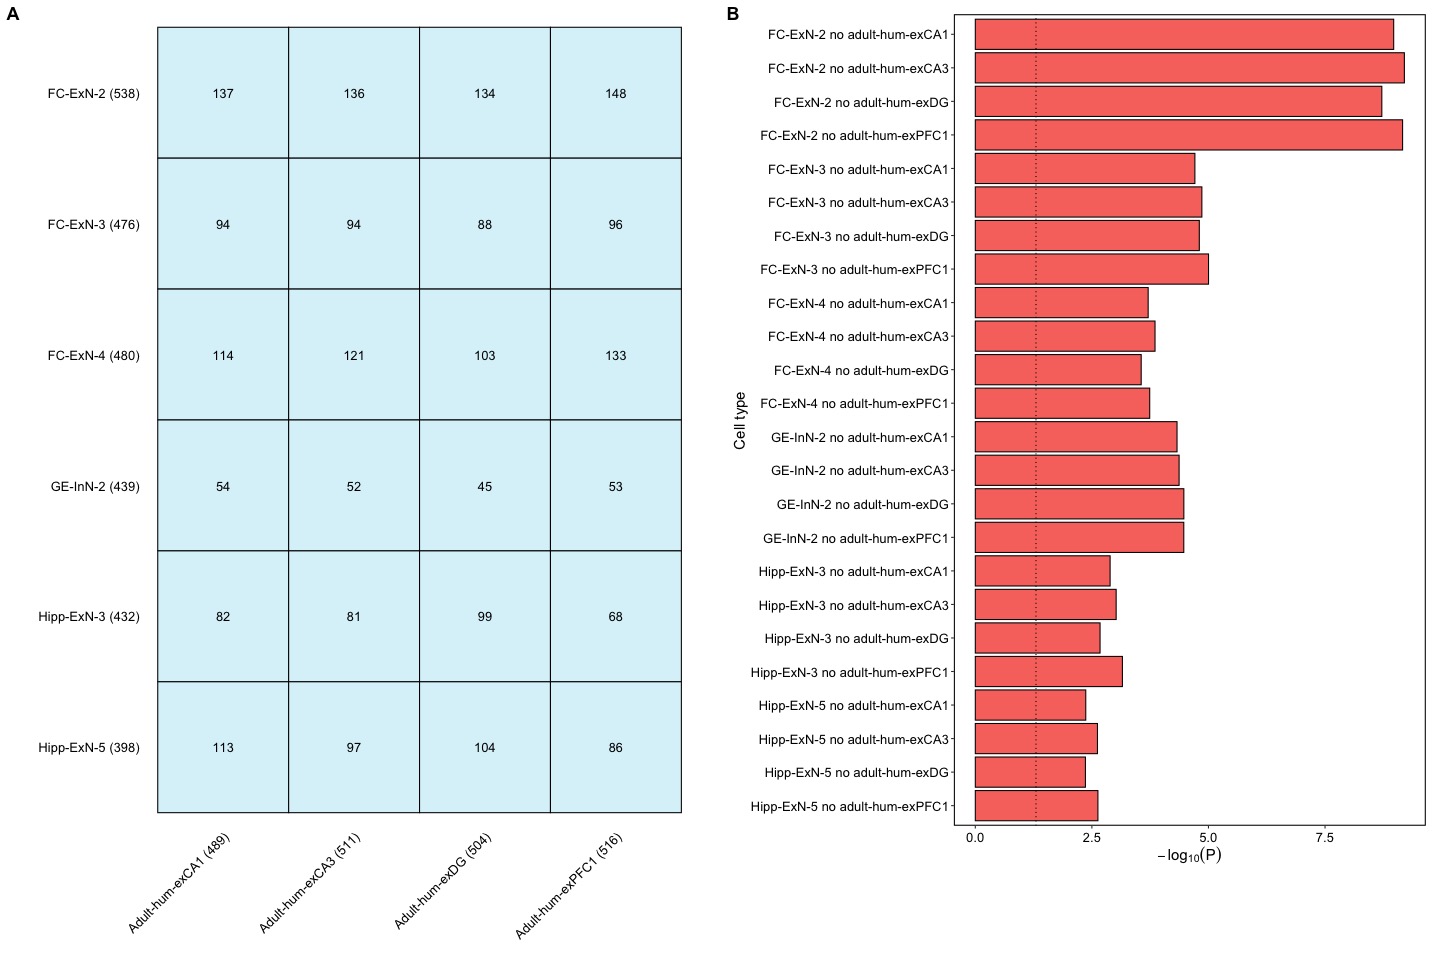 A
FC-ExN-2 (538)
137
136
134
148
FC-ExN-3 (476)
94
94
88
96
FC-ExN-4 (480)
114
121
103
133
GE-InN-2 (439)
54
52
45
53
Hipp-ExN-3 (432)
82
81
99
68
Hipp-ExN-5 (398)
113
97
104
86
Adult-hum-exCA1 (489)
Adult-hum-exCA3 (511)
Adult-hum-exDG (504)
Adult-hum-exPFC1 (516)
B
Cell type
FC-ExN-2 no adult-hum-exCA1
FC-ExN-2 no adult-hum-exCA3
FC-ExN-2 no adult-hum-exDG
FC-ExN-2 no adult-hum-exPFC1
FC-ExN-3 no adult-hum-exCA1
FC-ExN-3 no adult-hum-exCA3
FC-ExN-3 no adult-hum-exDG
FC-ExN-3 no adult-hum-exPFC1
FC-ExN-4 no adult-hum-exCA1
FC-ExN-4 no adult-hum-exCA3
FC-ExN-4 no adult-hum-exDG
FC-ExN-4 no adult-hum-exPFC1
GE-InN-2 no adult-hum-exCA1
GE-InN-2 no adult-hum-exCA3
GE-InN-2 no adult-hum-exDG
GE-InN-2 no adult-hum-exPFC1
Hipp-ExN-3 no adult-hum-exCA1
Hipp-ExN-3 no adult-hum-exCA3
Hipp-ExN-3 no adult-hum-exDG
Hipp-ExN-3 no adult-hum-exPFC1
Hipp-ExN-5 no adult-hum-exCA1
Hipp-ExN-5 no adult-hum-exCA3
Hipp-ExN-5 no adult-hum-exDG
Hipp-ExN-5 no adult-hum-exPFC1
0.0
2.5
5.0
7.5
−log₁₀(P)